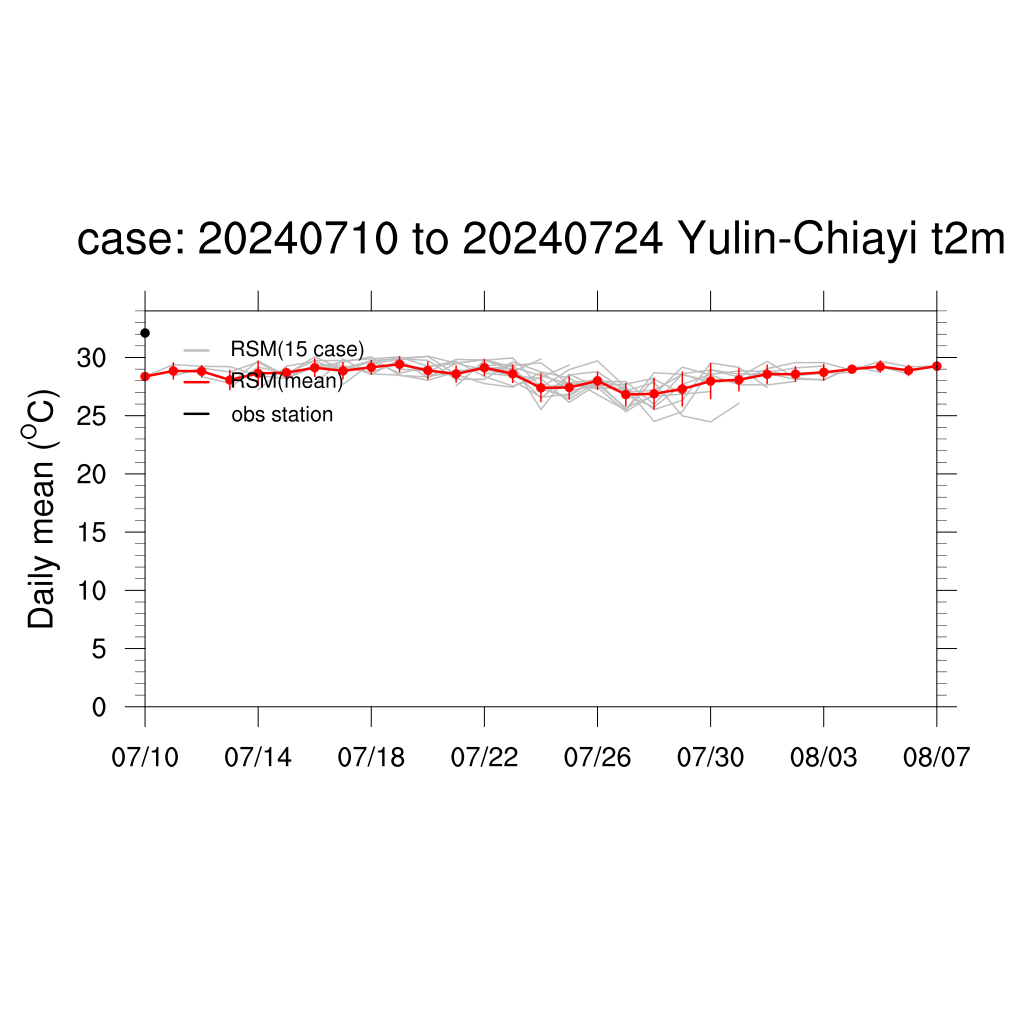 case: 20240710 to 20240724 Yulin-Chiayi t2m
RSM(15 case)
RSM(mean)
obs station
Daily mean (°C)
30
25
20
15
10
5
0
07/10 07/14 07/18 07/22 07/26 07/30 08/03 08/07